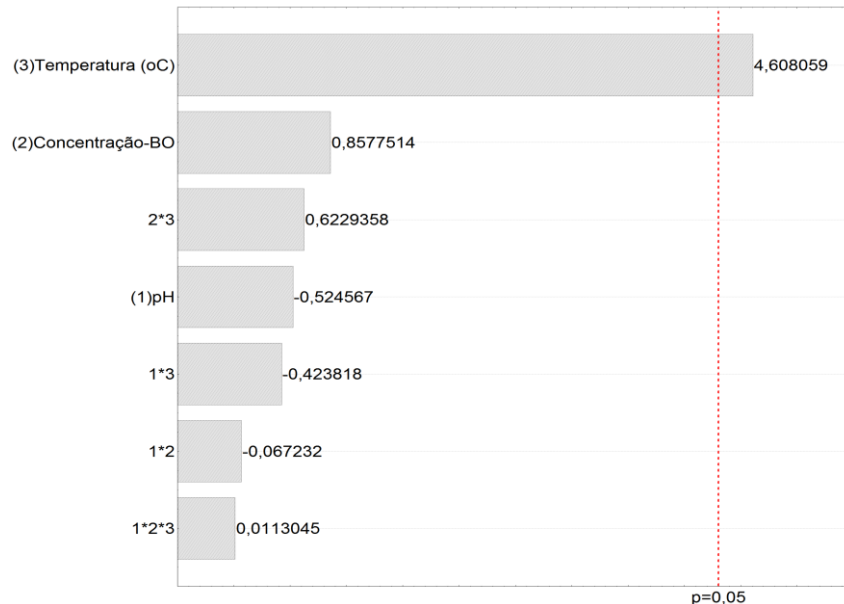 (3)Temperatura (oC)
4,608059
(2)Concentração-BO
0,8577514
2*3
0,6229358
(1)pH
-0,524567
1*3
-0,423818
1*2
-0,067232
1*2*3
0,0113045
p=0,05